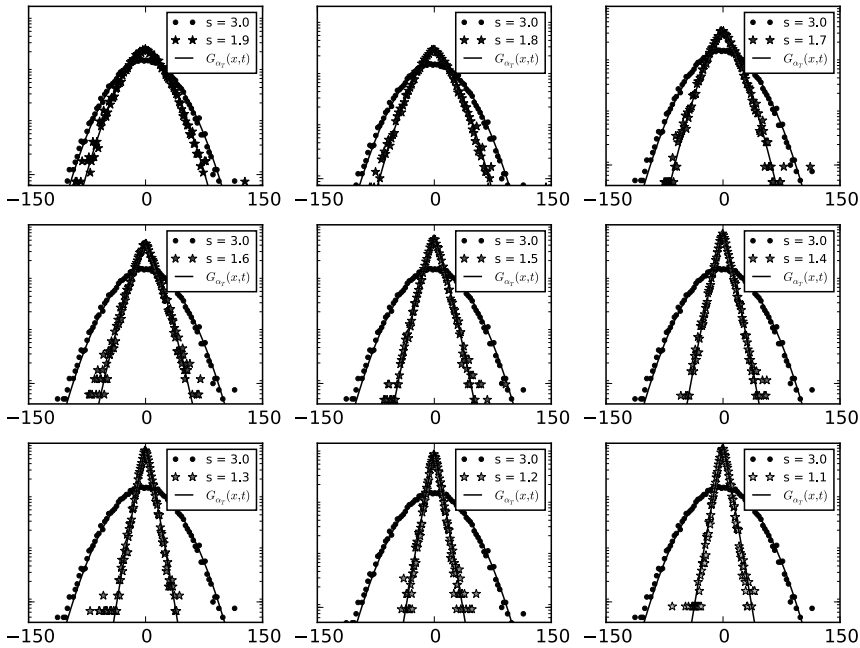 s = 3.0
s = 1.9
G_{α_T}(x,t)
−150 0 150
s = 3.0
s = 1.8
G_{α_T}(x,t)
−150 0 150
s = 3.0
s = 1.7
G_{α_T}(x,t)
−150 0 150
s = 3.0
s = 1.6
G_{α_T}(x,t)
−150 0 150
s = 3.0
s = 1.5
G_{α_T}(x,t)
−150 0 150
s = 3.0
s = 1.4
G_{α_T}(x,t)
−150 0 150
s = 3.0
s = 1.3
G_{α_T}(x,t)
−150 0 150
s = 3.0
s = 1.2
G_{α_T}(x,t)
−150 0 150
s = 3.0
s = 1.1
G_{α_T}(x,t)
−150 0 150